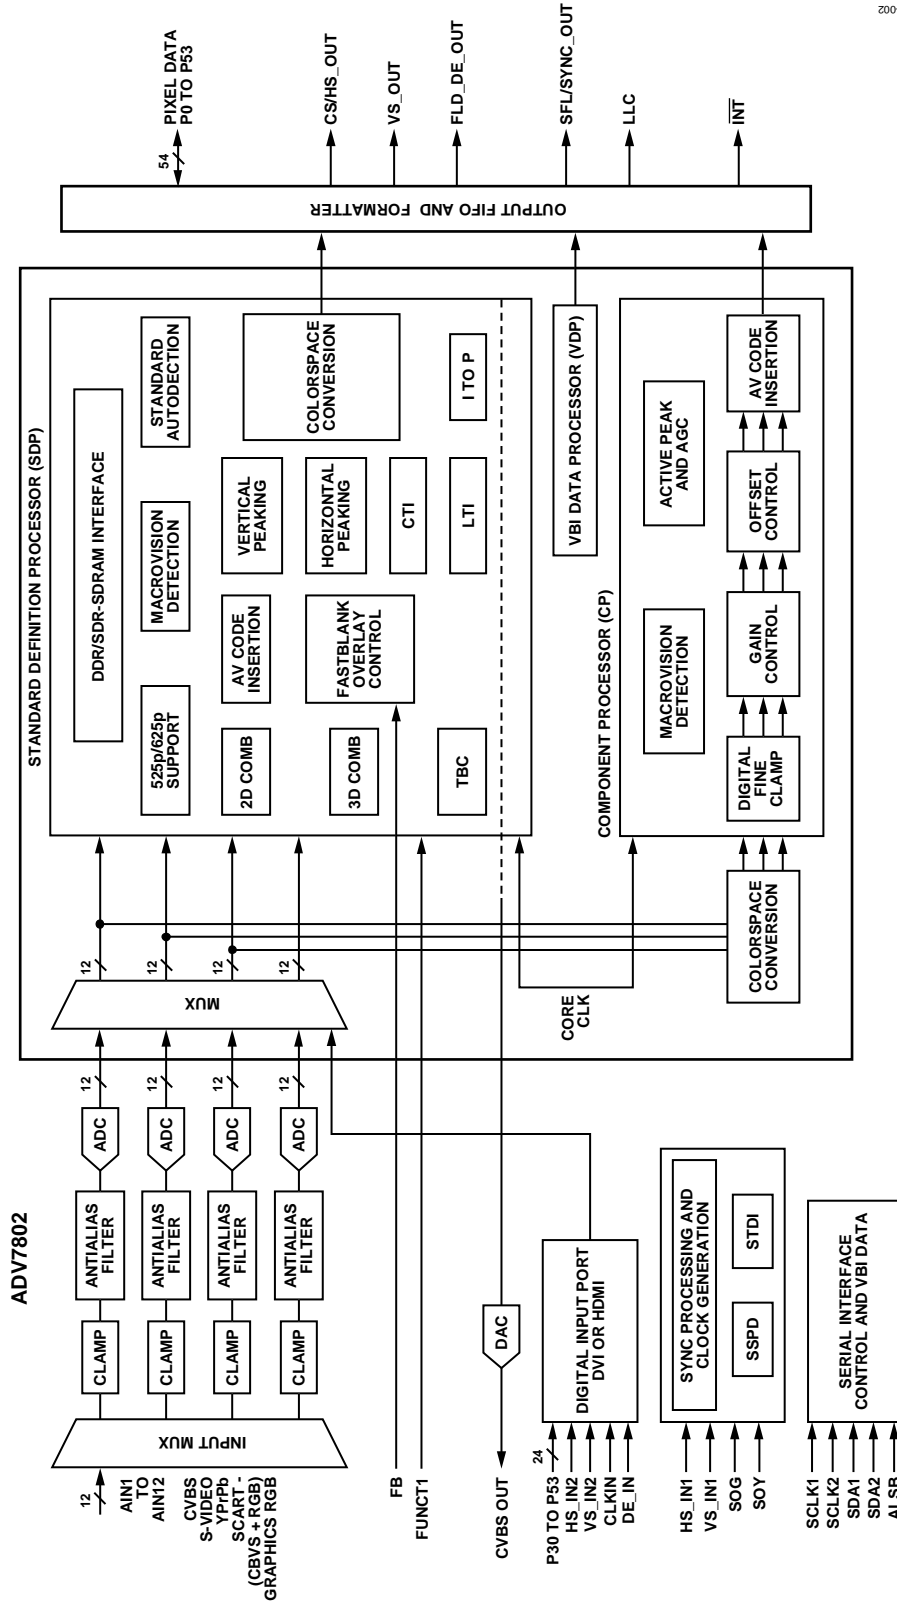 ADV7802
12
AIN1
TO
AIN12
CVBS
S-VIDEO
YPrPb
SCART -
(CBVS + RGB)
GRAPHICS RGB
INPUT MUX
CLAMP
ANTIALIAS
FILTER
ADC
12
CLAMP
ANTIALIAS
FILTER
ADC
12
CLAMP
ANTIALIAS
FILTER
ADC
12
CLAMP
ANTIALIAS
FILTER
ADC
12
MUX
12
12
12
12
FB
FUNCT1
CVBS OUT
DAC
24
P30 TO P53
HS_IN2
VS_IN2
CLKIN
DE_IN
DIGITAL INPUT PORT
DVI OR HDMI
HS_IN1
VS_IN1
SOG
SOY
SYNC PROCESSING AND
CLOCK GENERATION
SSPD
STDI
SCLK1
SCLK2
SDA1
SDA2
ALSB
SERIAL INTERFACE
CONTROL AND VBI DATA
CORE
CLK
COLORSPACE
CONVERSION
STANDARD DEFINITION PROCESSOR (SDP)
DDR/SDR-SDRAM INTERFACE
525p/625p
SUPPORT
MACROVISION
DETECTION
STANDARD
AUTODECTION
2D COMB
AV CODE
INSERTION
VERTICAL
PEAKING
COLORSPACE
CONVERSION
3D COMB
FASTBLANK
OVERLAY
CONTROL
HORIZONTAL
PEAKING
CTI
TBC
LTI
I TO P
VBI DATA PROCESSOR (VDP)
COMPONENT PROCESSOR (CP)
MACROVISION
DETECTION
ACTIVE PEAK
AND AGC
DIGITAL
FINE
CLAMP
GAIN
CONTROL
OFFSET
CONTROL
AV CODE
INSERTION
OUTPUT FIFO AND FORMATTER
54
PIXEL DATA
P0 TO P53
CS/HS_OUT
VS_OUT
FLD_DE_OUT
SFL/SYNC_OUT
LLC
INT